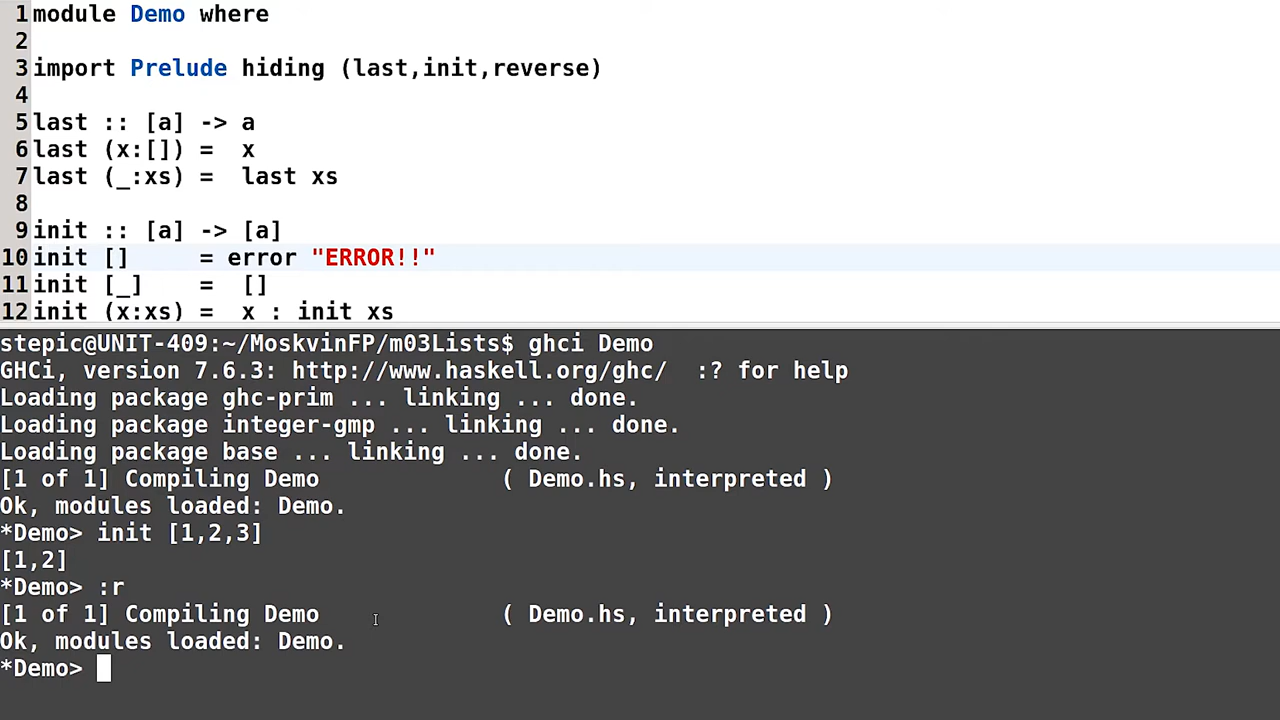 1 module Demo where
2
3 import Prelude hiding (last,init,reverse)
4
5 last :: [a] -> a
6 last (x:[]) =  x
7 last (_:xs) =  last xs
8
9 init :: [a] -> [a]
10 init []     = error "ERROR!!"
11 init [_]    =  []
12 init (x:xs) =  x : init xs
stepic@UNIT-409:~/MoskvinFP/m03Lists$ ghci Demo
GHCi, version 7.6.3: http://www.haskell.org/ghc/  :? for help
Loading package ghc-prim ... linking ... done.
Loading package integer-gmp ... linking ... done.
Loading package base ... linking ... done.
[1 of 1] Compiling Demo             ( Demo.hs, interpreted )
Ok, modules loaded: Demo.
*Demo> init [1,2,3]
[1,2]
*Demo> :r
[1 of 1] Compiling Demo             ( Demo.hs, interpreted )
Ok, modules loaded: Demo.
*Demo>